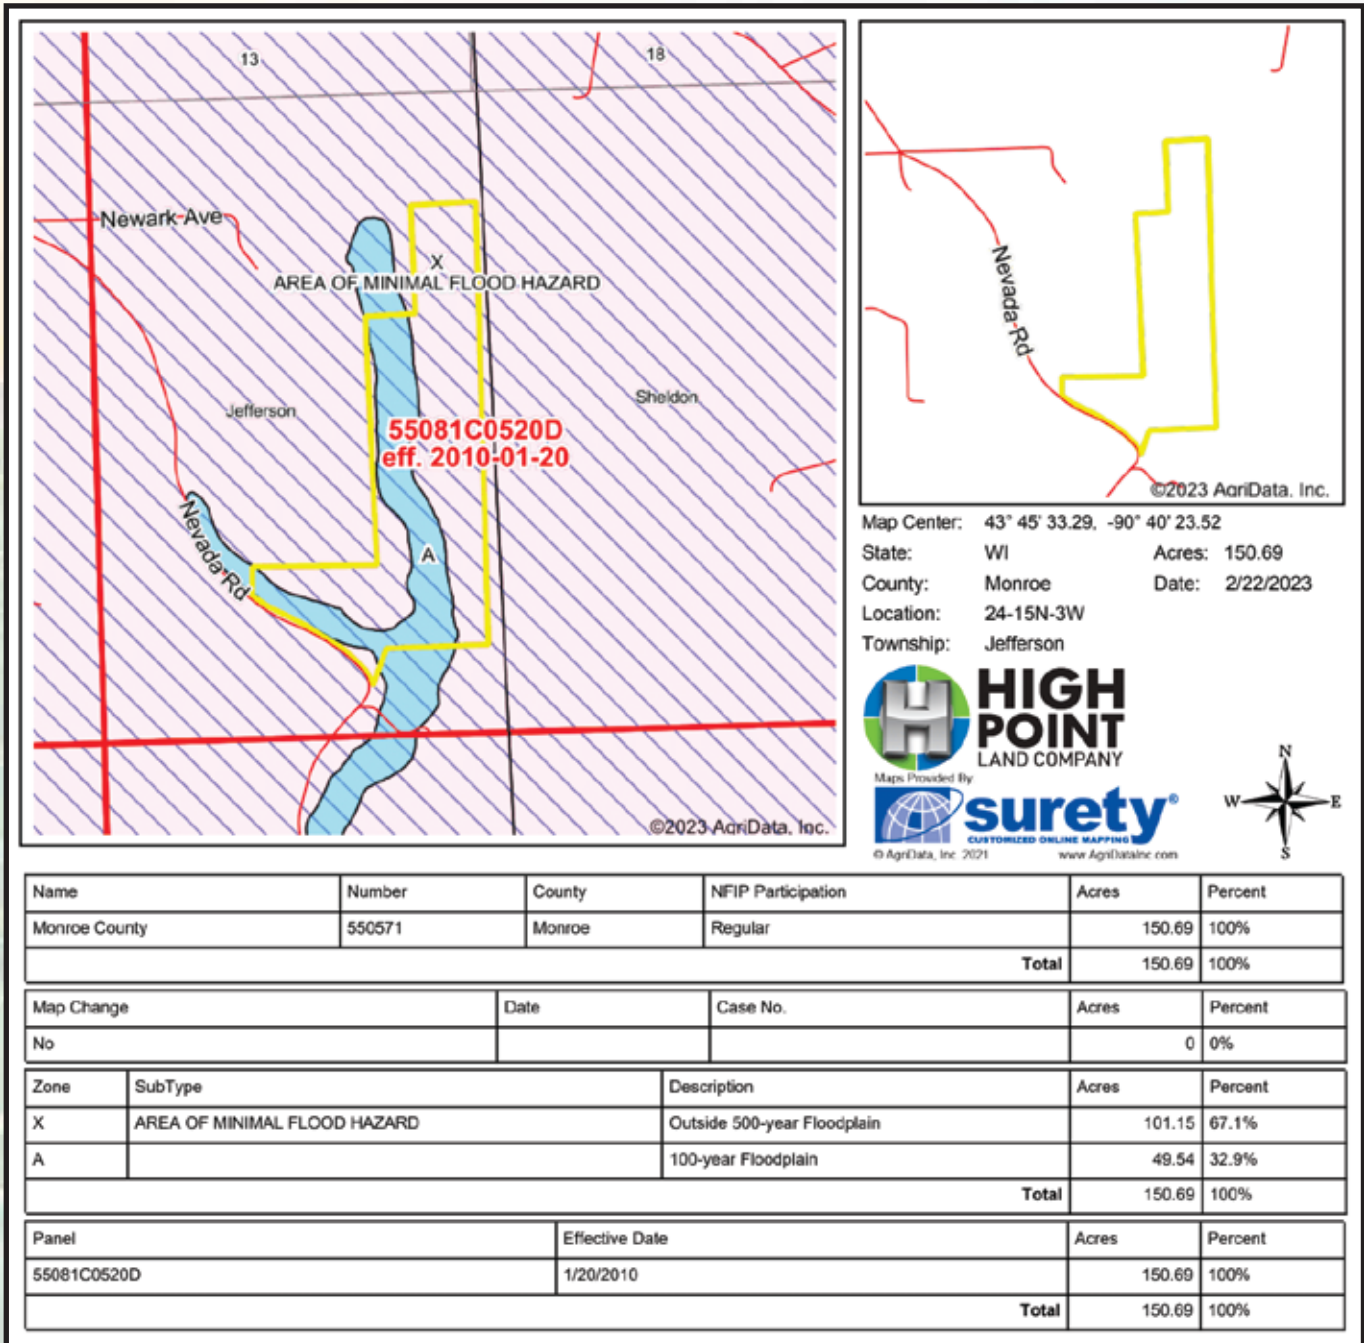 13
18
Newark Ave
X
AREA OF MINIMAL FLOOD HAZARD
Jefferson
Sheldon
55081C0520D
eff. 2010-01-20
Nevada Rd
A
©2023 AgriData, Inc.
Nevada Rd
©2023 AgriData, Inc.
Map Center: 43° 45' 33.29, -90° 40' 23.52
State: WI Acres: 150.69
County: Monroe Date: 2/22/2023
Location: 24-15N-3W
Township: Jefferson
H
HIGH
POINT
LAND COMPANY
Maps Provided By:
surety®
CUSTOMIZED ONLINE MAPPING
© AgriData, Inc. 2021 www.AgriDataInc.com
N
W E
S
Name Number County NFIP Participation Acres Percent
Monroe County 550571 Monroe Regular 150.69 100%
Total 150.69 100%
Map Change Date Case No. Acres Percent
No 0 0%
Zone SubType Description Acres Percent
X AREA OF MINIMAL FLOOD HAZARD Outside 500-year Floodplain 101.15 67.1%
A 100-year Floodplain 49.54 32.9%
Total 150.69 100%
Panel Effective Date Acres Percent
55081C0520D 1/20/2010 150.69 100%
Total 150.69 100%